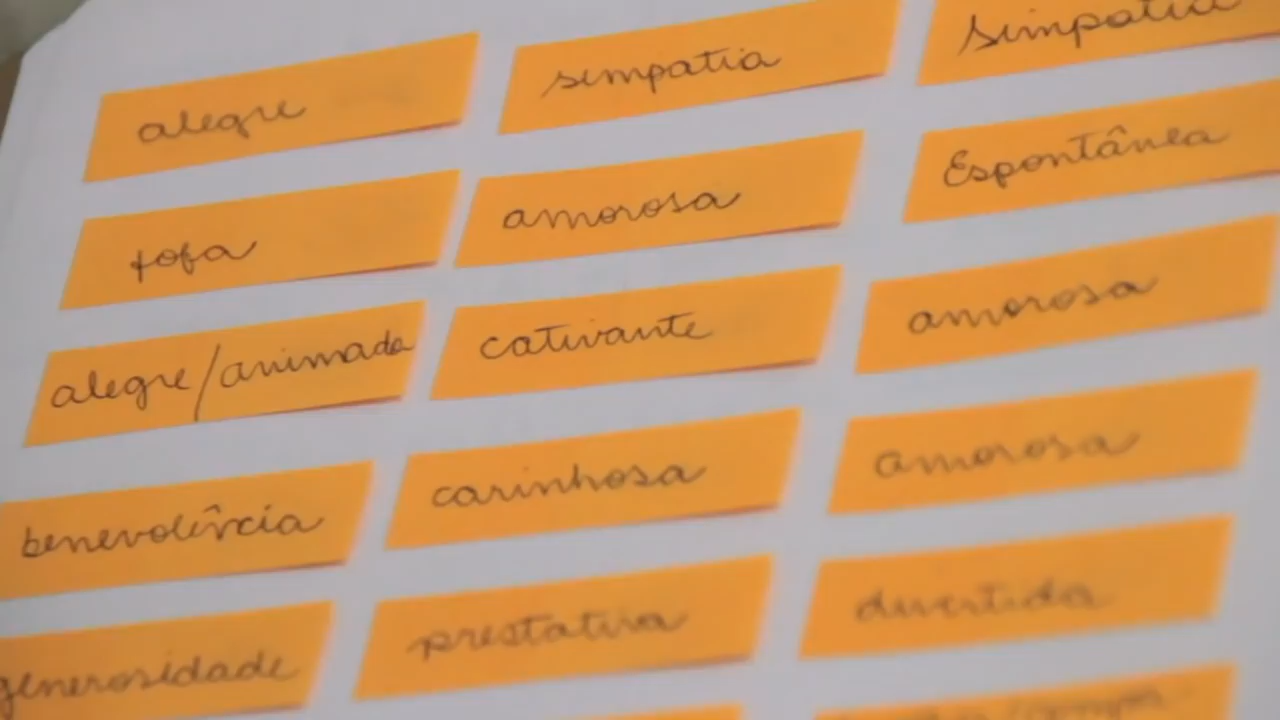 alegre
simpatia
Simpatia
fofa
amorosa
Espontânea
alegre/animada
cativante
amorosa
benevolência
carinhosa
amorosa
generosidade
prestativa
divertida